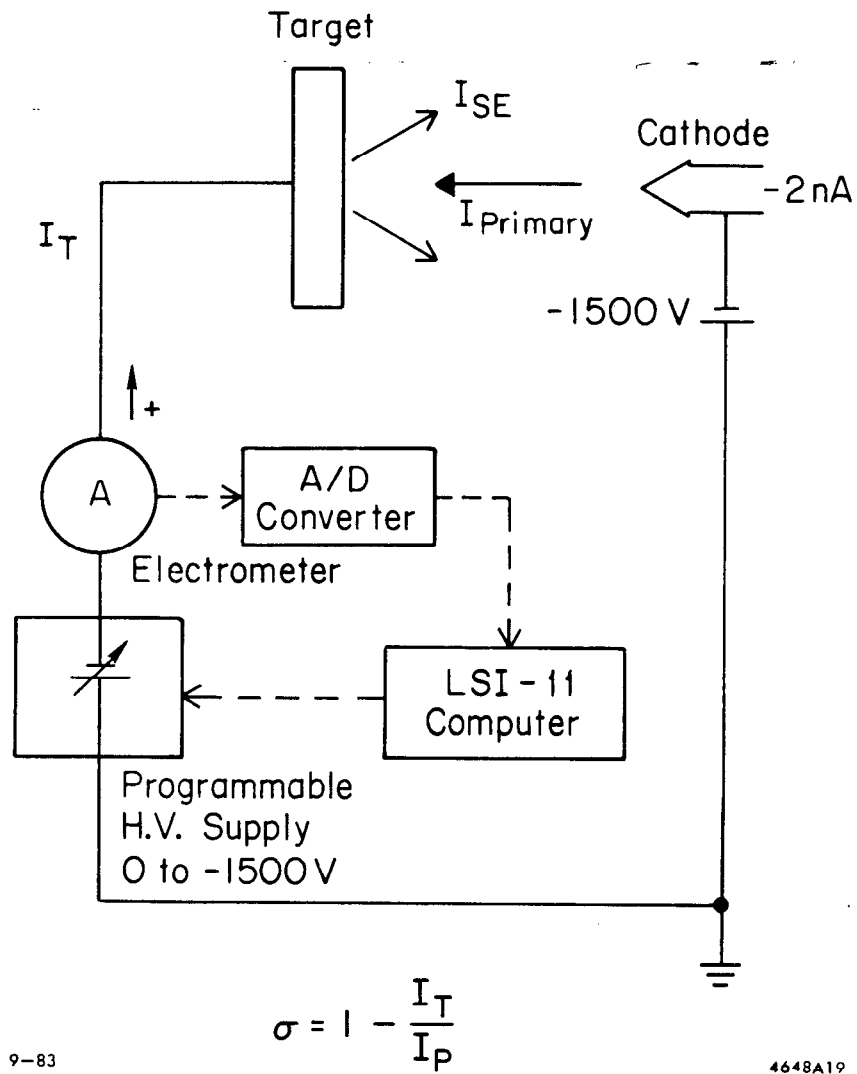 Target
I_SE
Cathode
-2nA
I_Primary
I_T
-1500 V
+
A
A/D
Converter
Electrometer
LSI-11
Computer
Programmable
H.V. Supply
0 to -1500 V
σ = 1 - I_T / I_P
9-83
4648A19